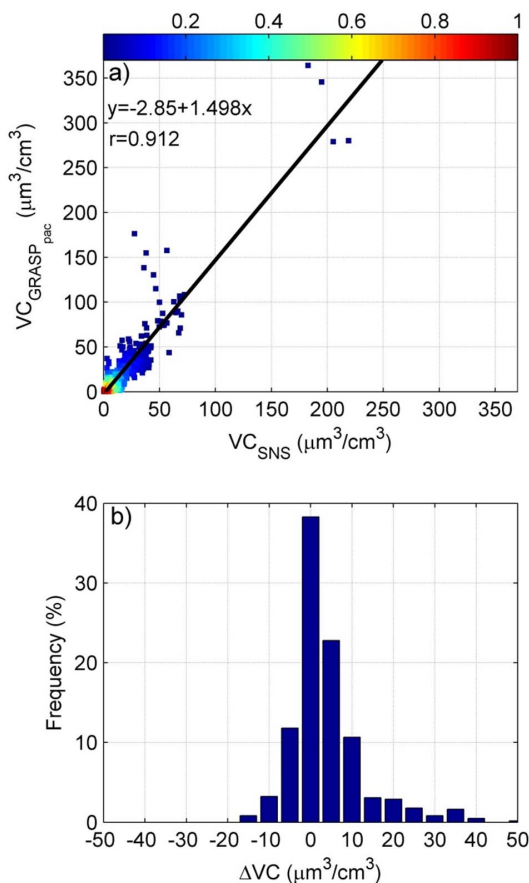 0.2 0.4 0.6 0.8 1
a)
y=-2.85+1.498x
r=0.912
350
300
250
200
150
100
50
0
VC_GRASP_pac (μm³/cm³)
0 50 100 150 200 250 300 350
VC_SNS (μm³/cm³)
b)
40
30
20
10
0
Frequency (%)
-50 -40 -30 -20 -10 0 10 20 30 40 50
ΔVC (μm³/cm³)